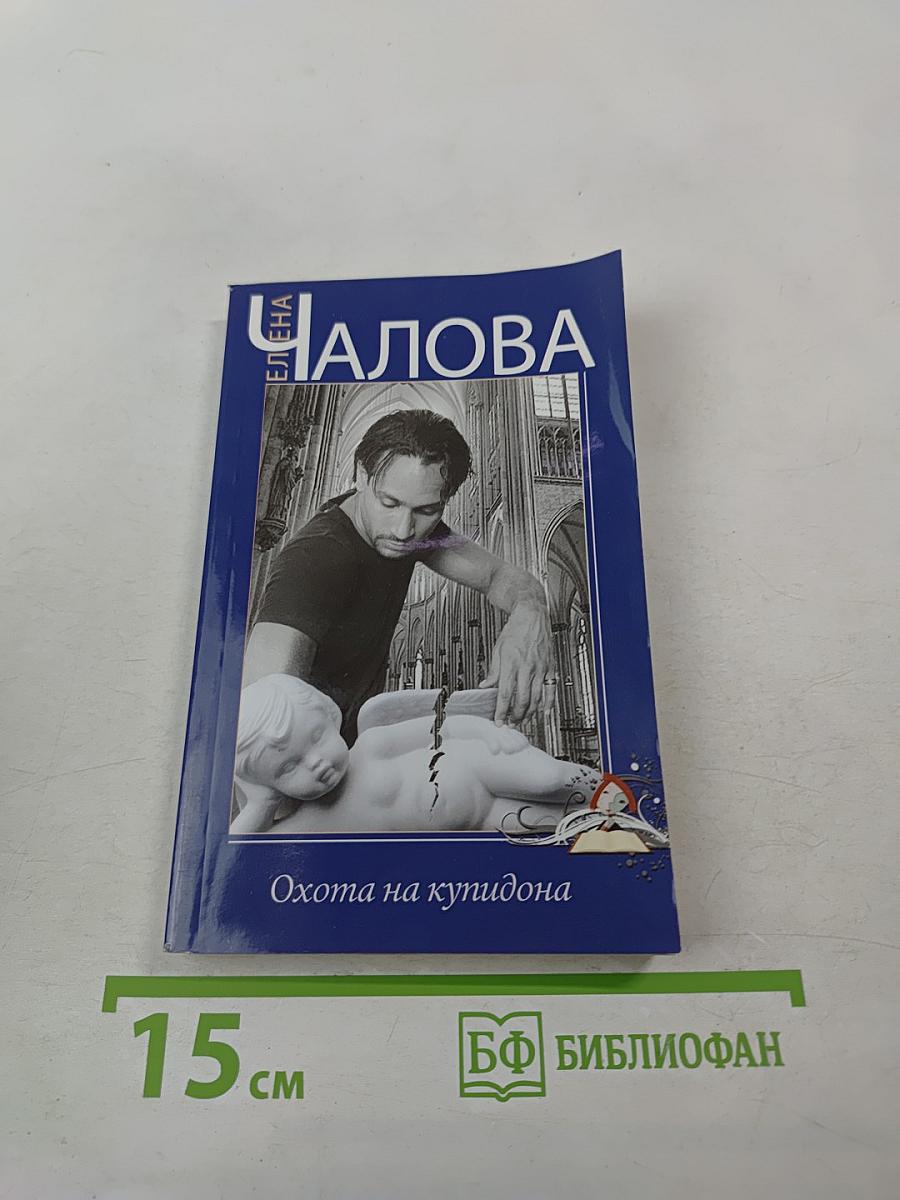 ЕЛЕНА
ЧАЛОВА
Охота на купидона
15 см
БФ БИБЛИОФАН